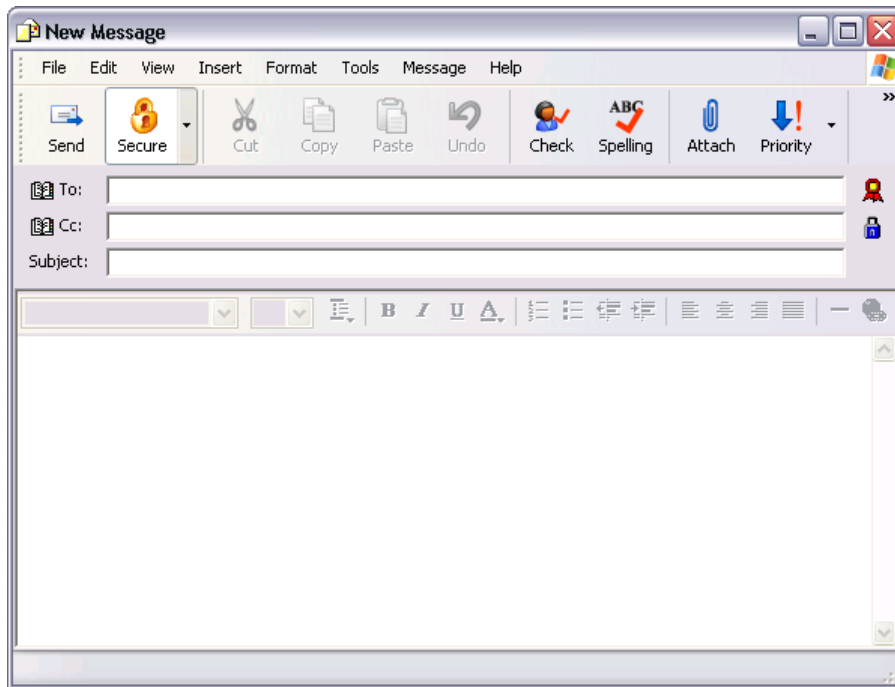 New Message
File Edit View Insert Format Tools Message Help
Send Secure Cut Copy Paste Undo Check Spelling Attach Priority
To:
Cc:
Subject:
B I U A